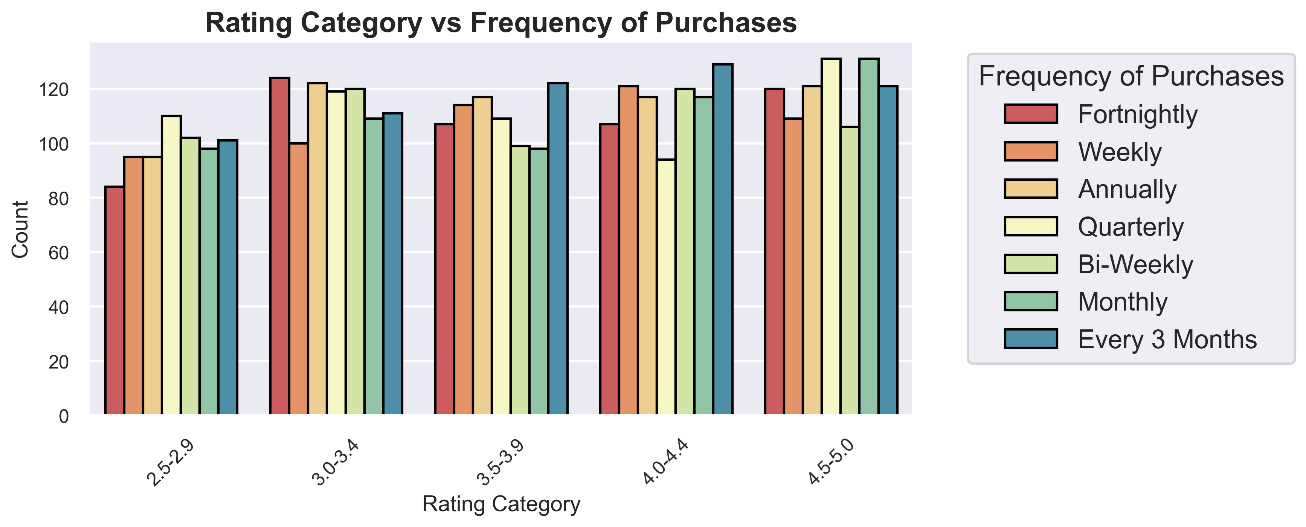 Rating Category vs Frequency of Purchases
Count
120
100
80
60
40
20
0
2.5-2.9
3.0-3.4
3.5-3.9
4.0-4.4
4.5-5.0
Rating Category
Frequency of Purchases
Fortnightly
Weekly
Annually
Quarterly
Bi-Weekly
Monthly
Every 3 Months